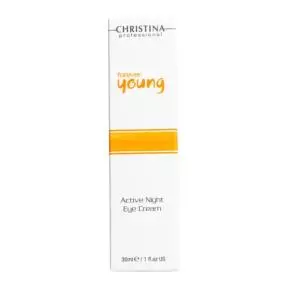 CHRISTINA
professional
forever
young
Active Night
Eye Cream
30ml e / 1 fl oz US